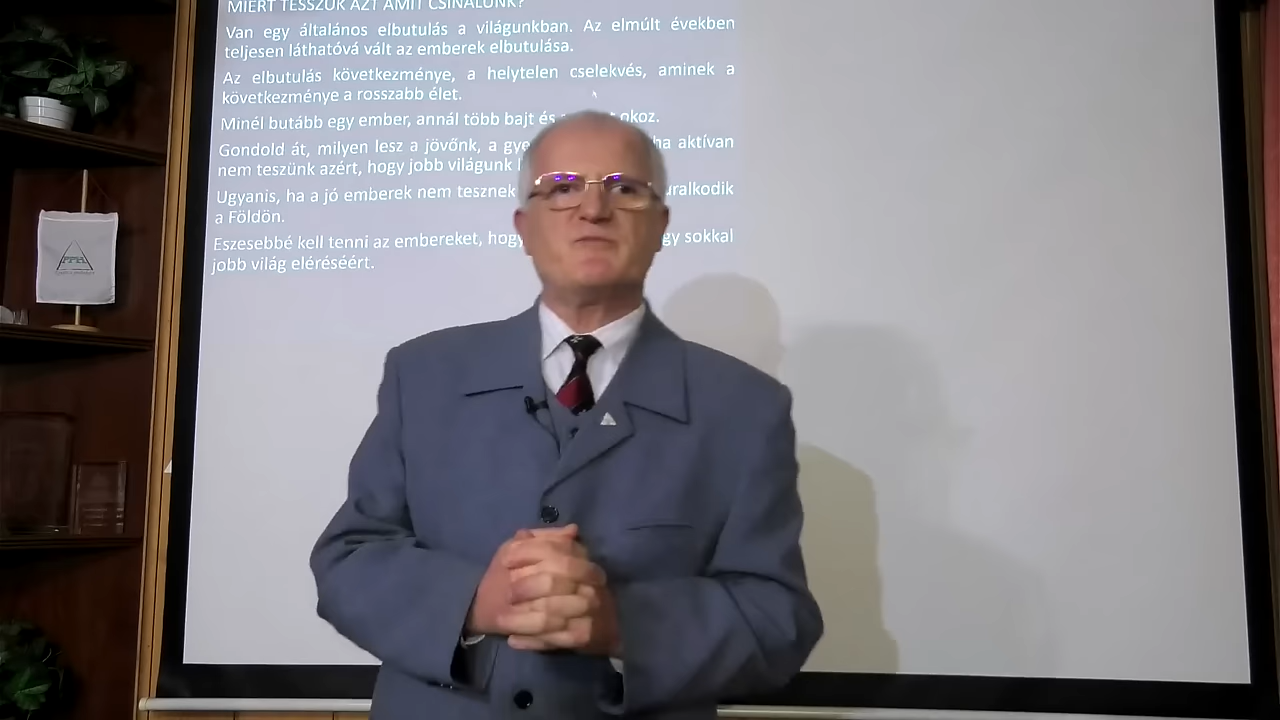 MIÉRT TESSZÜK AZT AMIT CSINÁLUNK?
Van egy általános elbutulás a világunkban. Az elmúlt években
teljesen láthatóvá vált az emberek elbutulása.
Az elbutulás következménye, a helytelen cselekvés, aminek a
következménye a rosszabb élet.
Minél butább egy ember, annál több bajt és okoz.
Gondold át, milyen lesz a jövőnk, a ha aktívan
nem teszünk azért, hogy jobb világunk
Ugyanis, ha a jó emberek nem tesznek uralkodik
a Földön.
Eszesebbé kell tenni az embereket, sokkal
jobb világ eléréséért.